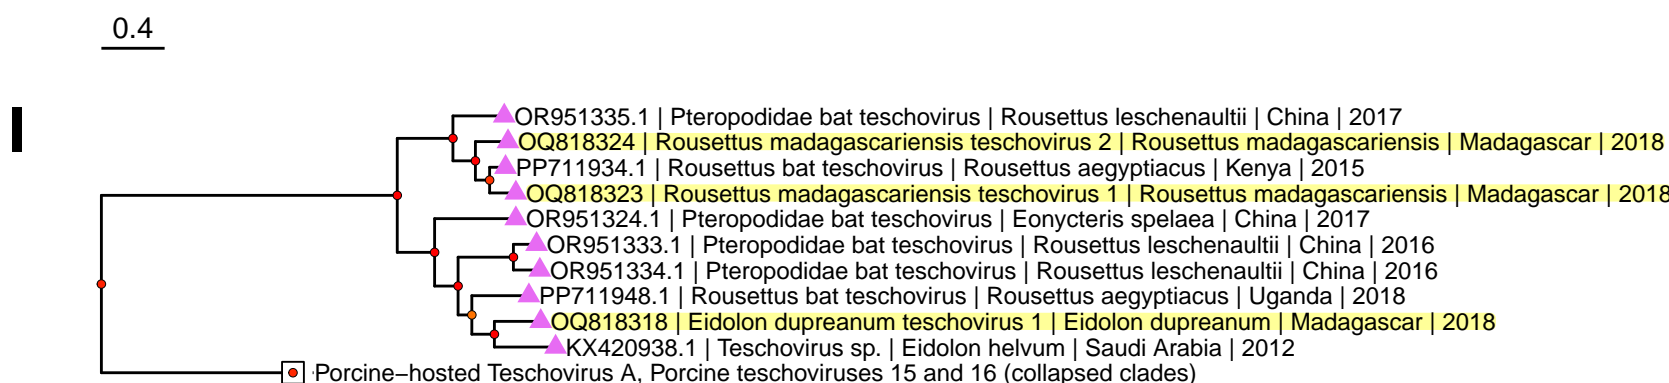 0.4
OR951335.1 | Pteropodidae bat teschovirus | Rousettus leschenaultii | China | 2017
OQ818324 | Rousettus madagascariensis teschovirus 2 | Rousettus madagascariensis | Madagascar | 2018
PP711934.1 | Rousettus bat teschovirus | Rousettus aegyptiacus | Kenya | 2015
OQ818323 | Rousettus madagascariensis teschovirus 1 | Rousettus madagascariensis | Madagascar | 2018
OR951324.1 | Pteropodidae bat teschovirus | Eonycteris spelaea | China | 2017
OR951333.1 | Pteropodidae bat teschovirus | Rousettus leschenaultii | China | 2016
OR951334.1 | Pteropodidae bat teschovirus | Rousettus leschenaultii | China | 2016
PP711948.1 | Rousettus bat teschovirus | Rousettus aegyptiacus | Uganda | 2018
OQ818318 | Eidolon dupreanum teschovirus 1 | Eidolon dupreanum | Madagascar | 2018
KX420938.1 | Teschovirus sp. | Eidolon helvum | Saudi Arabia | 2012
Porcine−hosted Teschovirus A, Porcine teschoviruses 15 and 16 (collapsed clades)